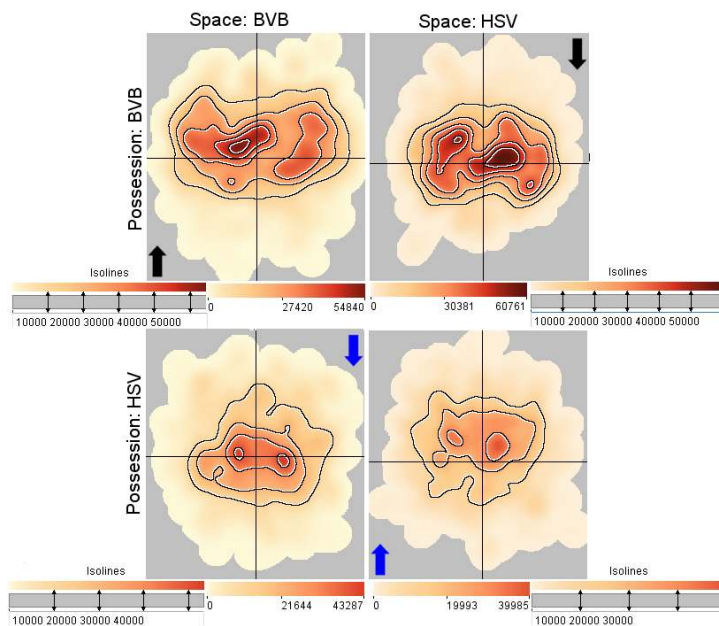 Space: BVB
Space: HSV
Possession: BVB
Isolines
0 27420 54840
0 30381 60761
Isolines
10000 20000 30000 40000 50000
10000 20000 30000 40000 50000
Possession: HSV
Isolines
0 21644 43287
0 19993 39985
Isolines
10000 20000 30000 40000
10000 20000 30000